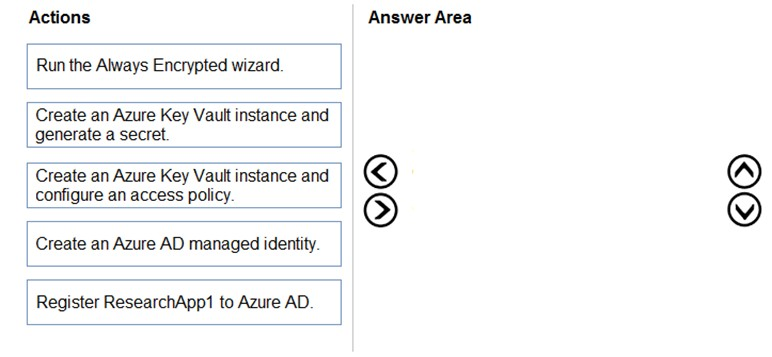 Actions
Answer Area
Run the Always Encrypted wizard.
Create an Azure Key Vault instance and
generate a secret.
Create an Azure Key Vault instance and
configure an access policy.
Create an Azure AD managed identity.
Register ResearchApp1 to Azure AD.